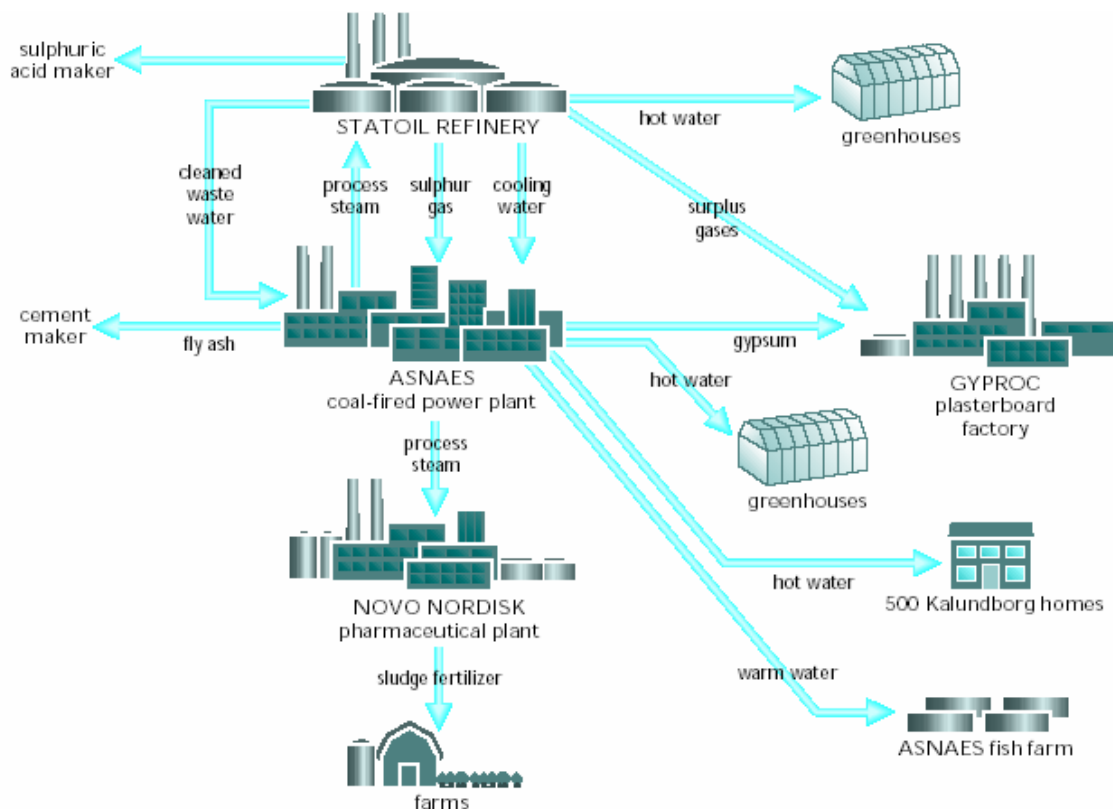 sulphuric
acid maker
STATOIL REFINERY
hot water
greenhouses
cleaned
waste
water
process
steam
sulphur
gas
cooling
water
surplus
gases
cement
maker
fly ash
ASNAES
coal-fired power plant
gypsum
hot water
GYPROC
plasterboard
factory
process
steam
greenhouses
NOVO NORDISK
pharmaceutical plant
hot water
500 Kalundborg homes
sludge fertilizer
warm water
ASNAES fish farm
farms